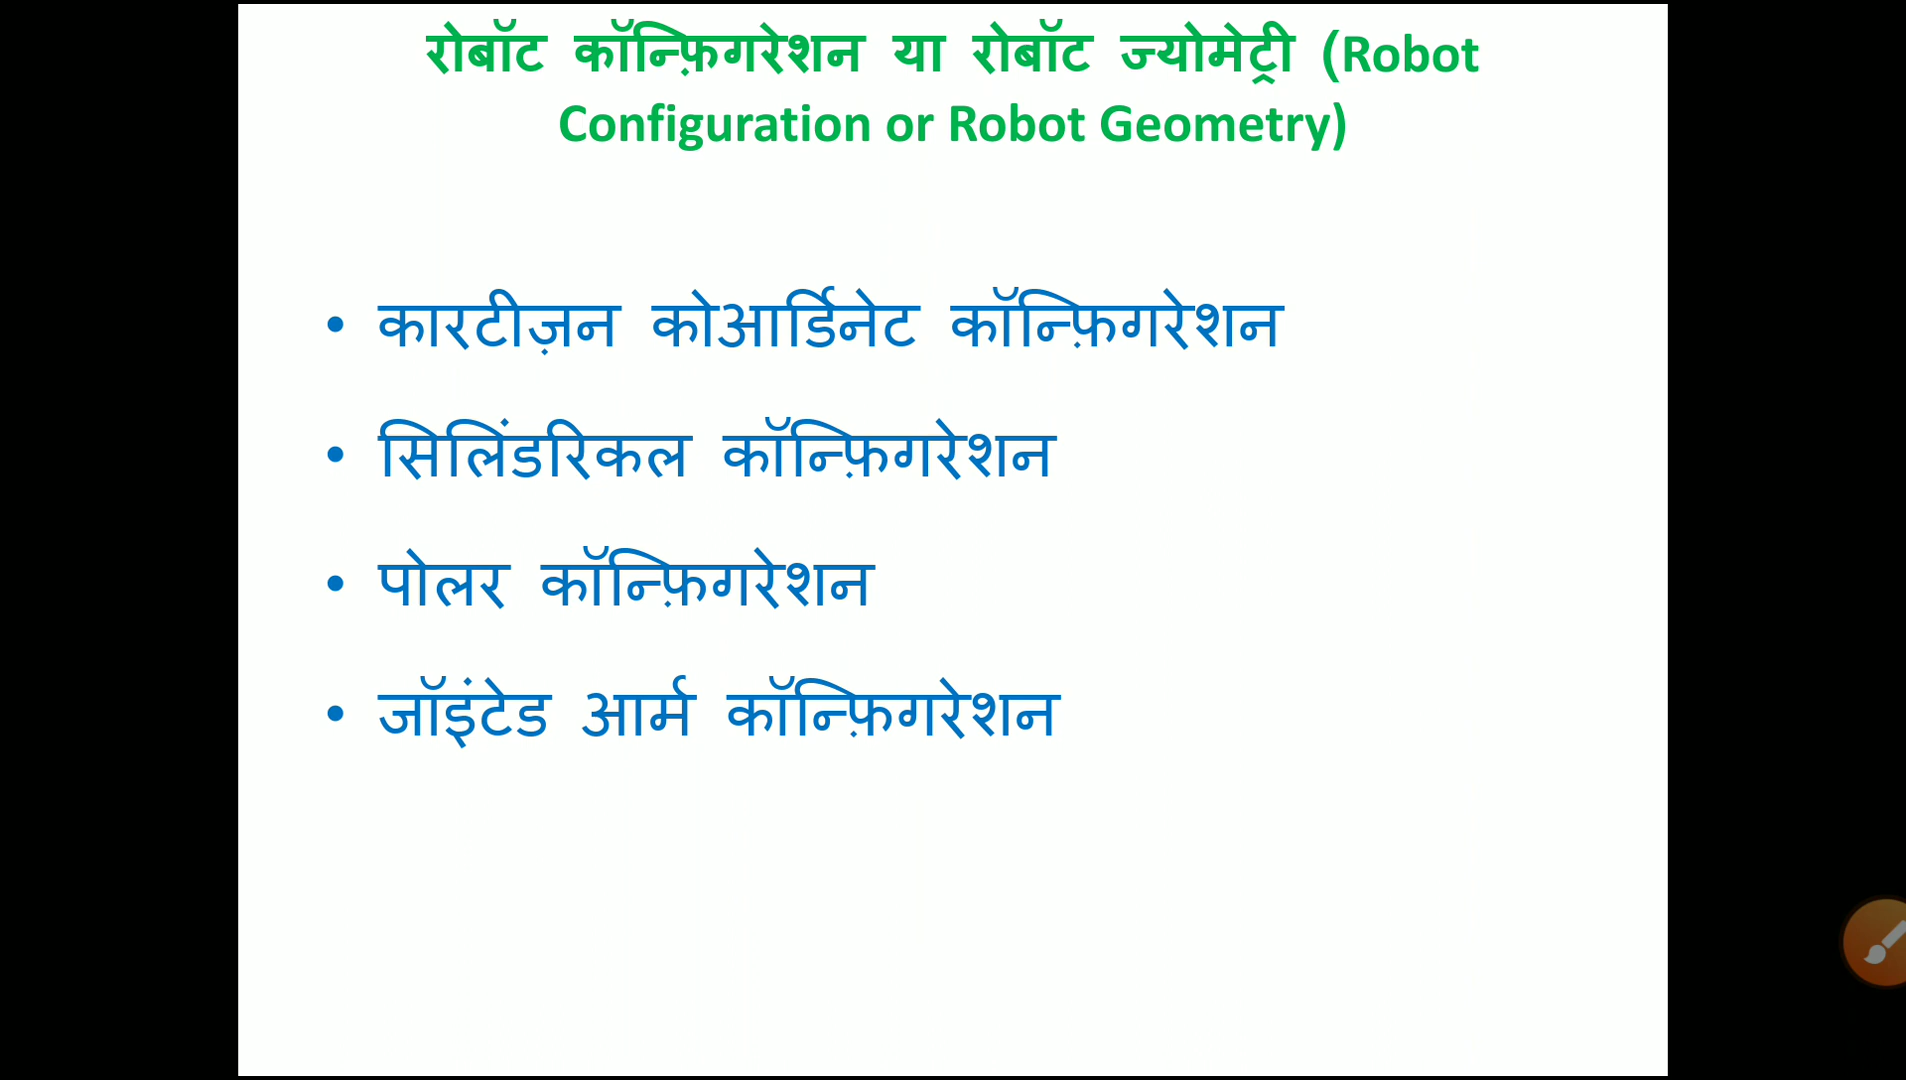 रोबॉट कॉन्फ़िगरेशन या रोबॉट ज्योमेट्री (Robot
Configuration or Robot Geometry)
• कारटीज़न कोआर्डिनेट कॉन्फ़िगरेशन
• सिलिंडरिकल कॉन्फ़िगरेशन
• पोलर कॉन्फ़िगरेशन
• जॉइंटेड आर्म कॉन्फ़िगरेशन